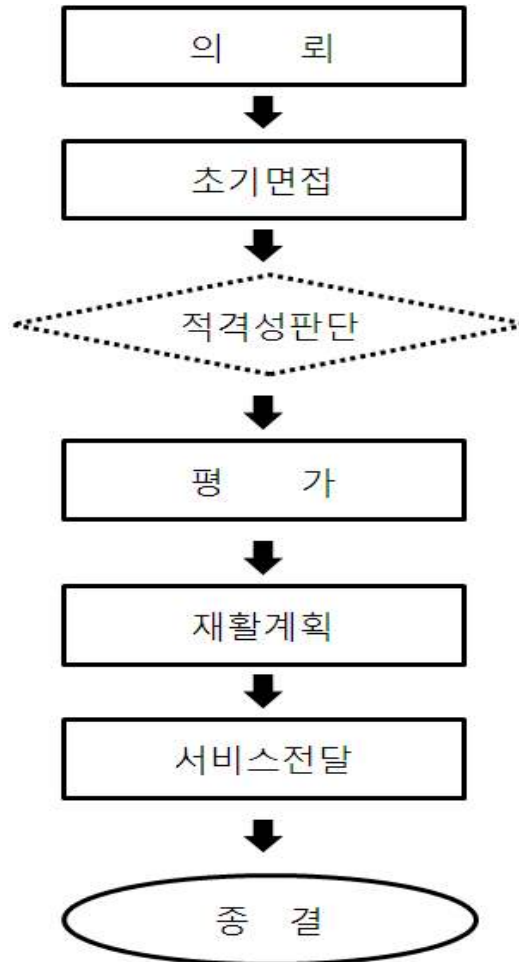 의 뢰
초기면접
적격성판단
평 가
재활계획
서비스전달
종 결